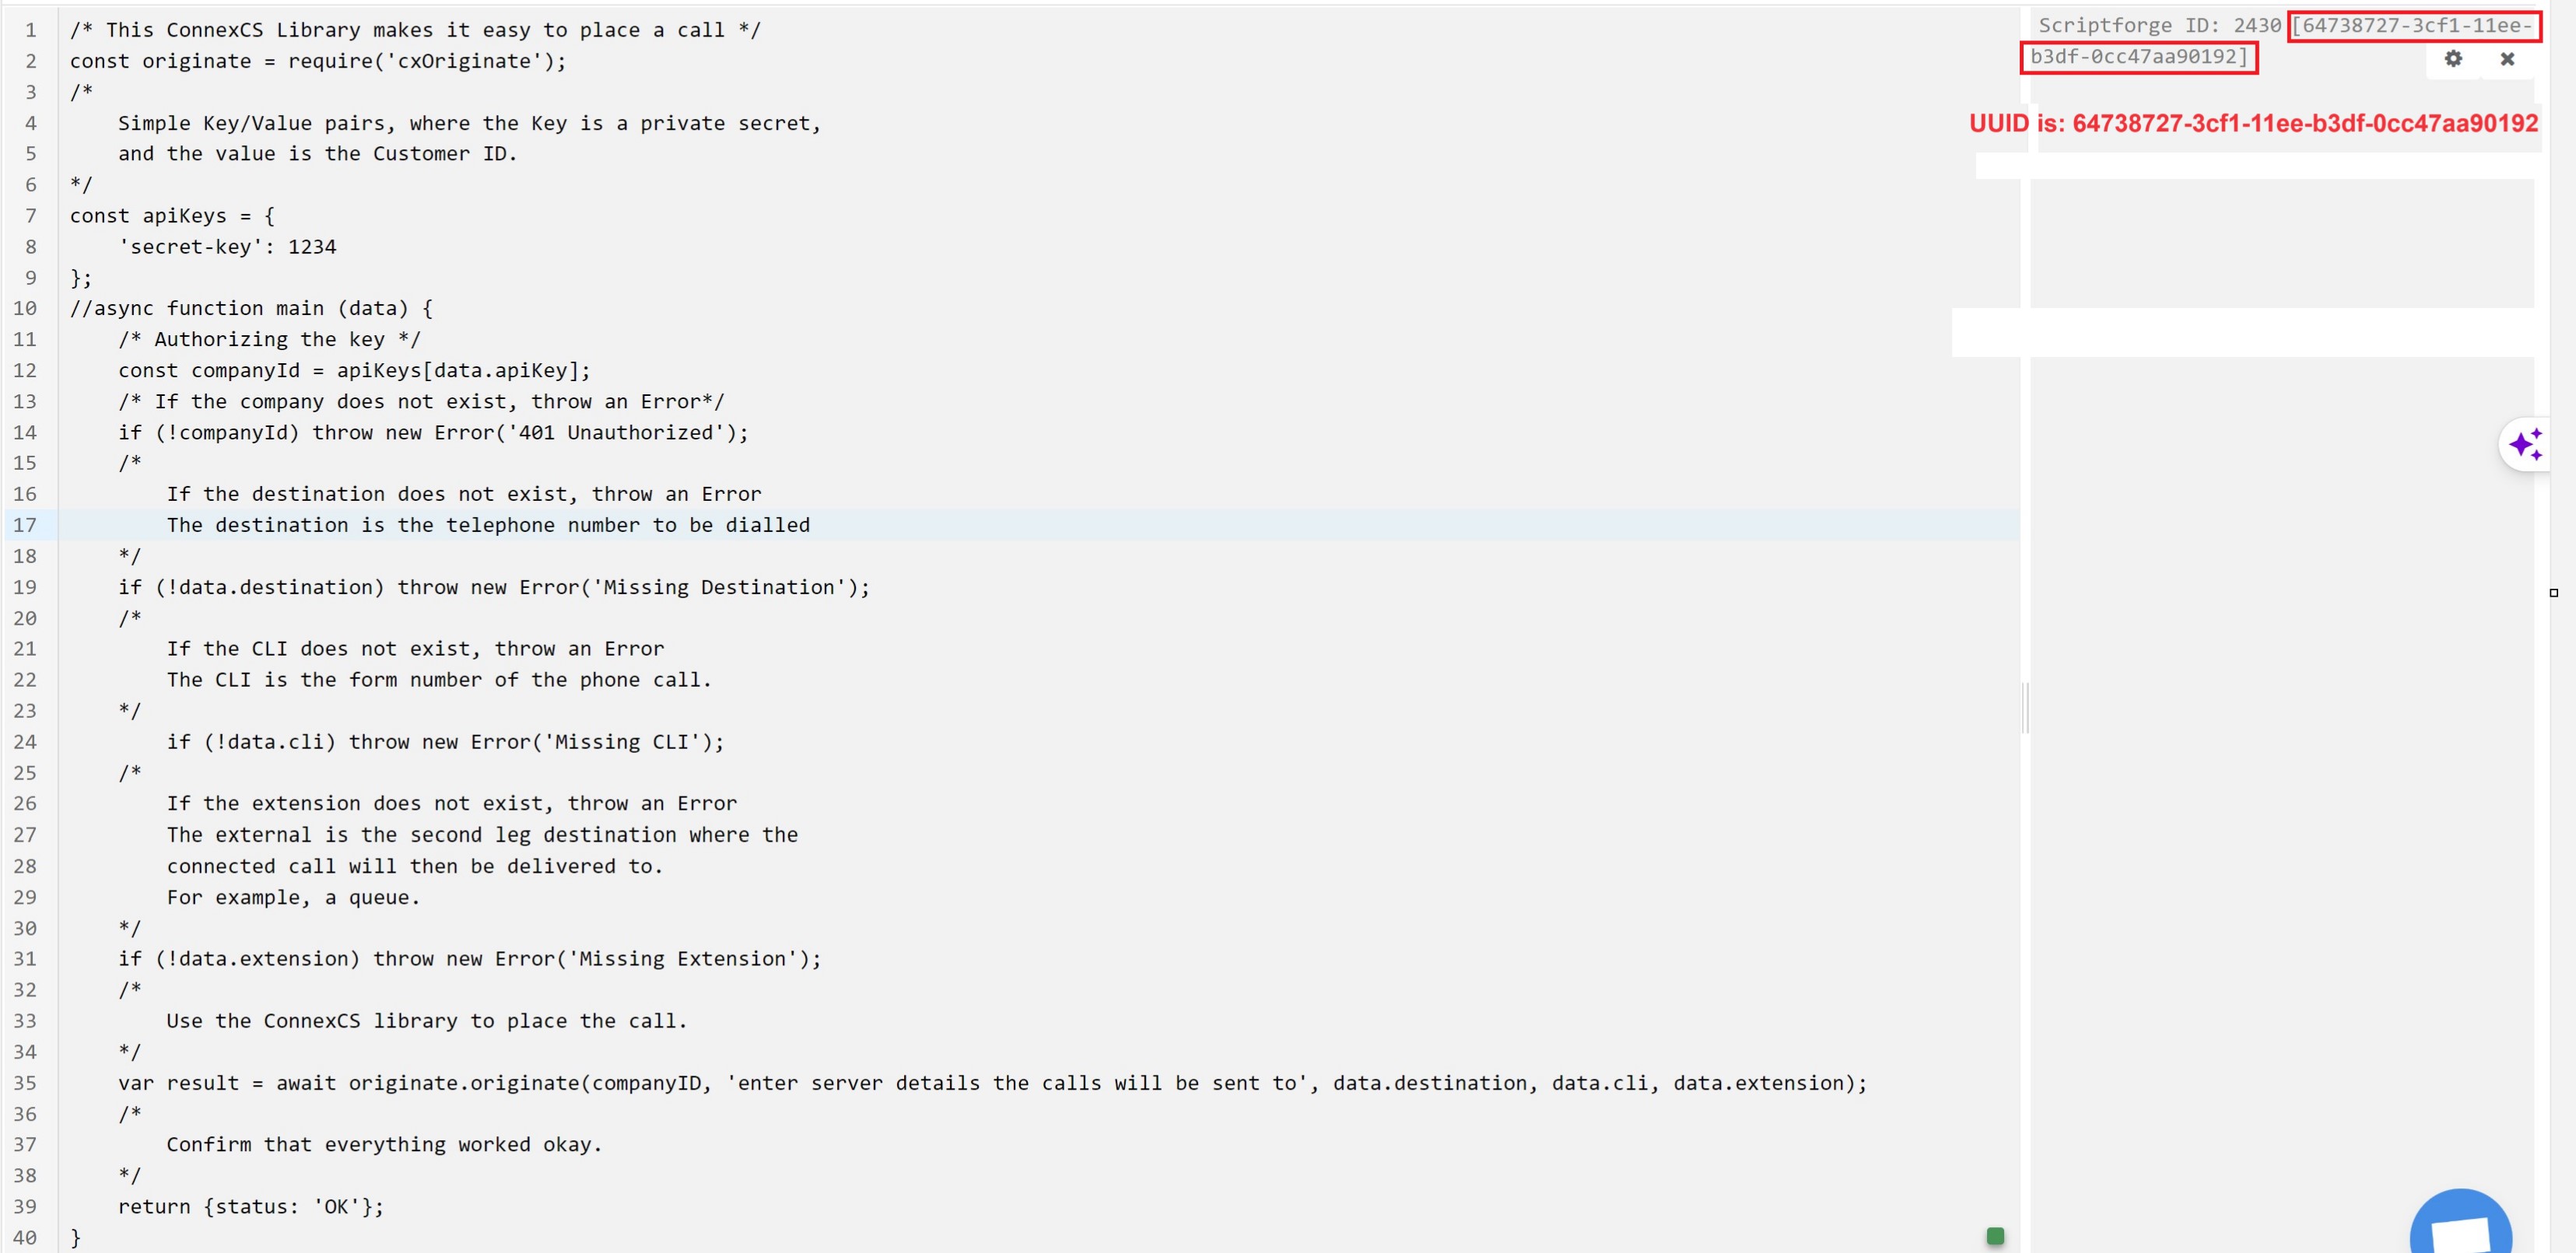 1 /* This ConnexCS Library makes it easy to place a call */
2 const originate = require('cxOriginate');
3 /*
4     Simple Key/Value pairs, where the Key is a private secret,
5     and the value is the Customer ID.
6 */
7 const apiKeys = {
8     'secret-key': 1234
9 };
10 //async function main (data) {
11     /* Authorizing the key */
12     const companyId = apiKeys[data.apiKey];
13     /* If the company does not exist, throw an Error*/
14     if (!companyId) throw new Error('401 Unauthorized');
15     /*
16         If the destination does not exist, throw an Error
17         The destination is the telephone number to be dialled
18     */
19     if (!data.destination) throw new Error('Missing Destination');
20     /*
21         If the CLI does not exist, throw an Error
22         The CLI is the form number of the phone call.
23     */
24         if (!data.cli) throw new Error('Missing CLI');
25     /*
26         If the extension does not exist, throw an Error
27         The external is the second leg destination where the
28         connected call will then be delivered to.
29         For example, a queue.
30     */
31     if (!data.extension) throw new Error('Missing Extension');
32     /*
33         Use the ConnexCS library to place the call.
34     */
35     var result = await originate.originate(companyID, 'enter server details the calls will be sent to', data.destination, data.cli, data.extension);
36     /*
37         Confirm that everything worked okay.
38     */
39     return {status: 'OK'};
40 }
Scriptforge ID: 2430 [64738727-3cf1-11ee-
b3df-0cc47aa90192]
UUID is: 64738727-3cf1-11ee-b3df-0cc47aa90192